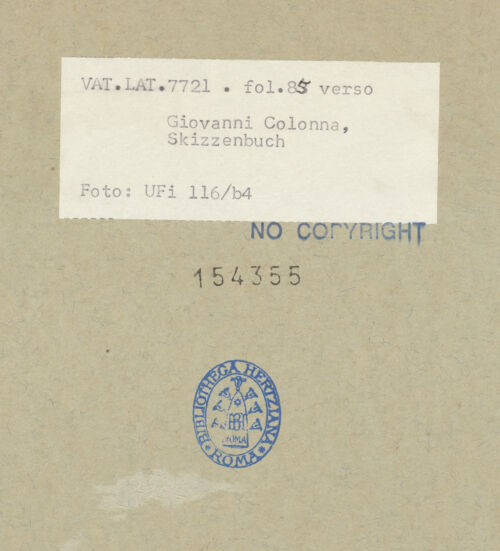 VAT.LAT.7721 . fol.85 verso
Giovanni Colonna,
Skizzenbuch
Foto: UFi 116/b4
NO COPYRIGHT
154355
BIBLIOTHECA HERTZIANA
ROMA
ROMA